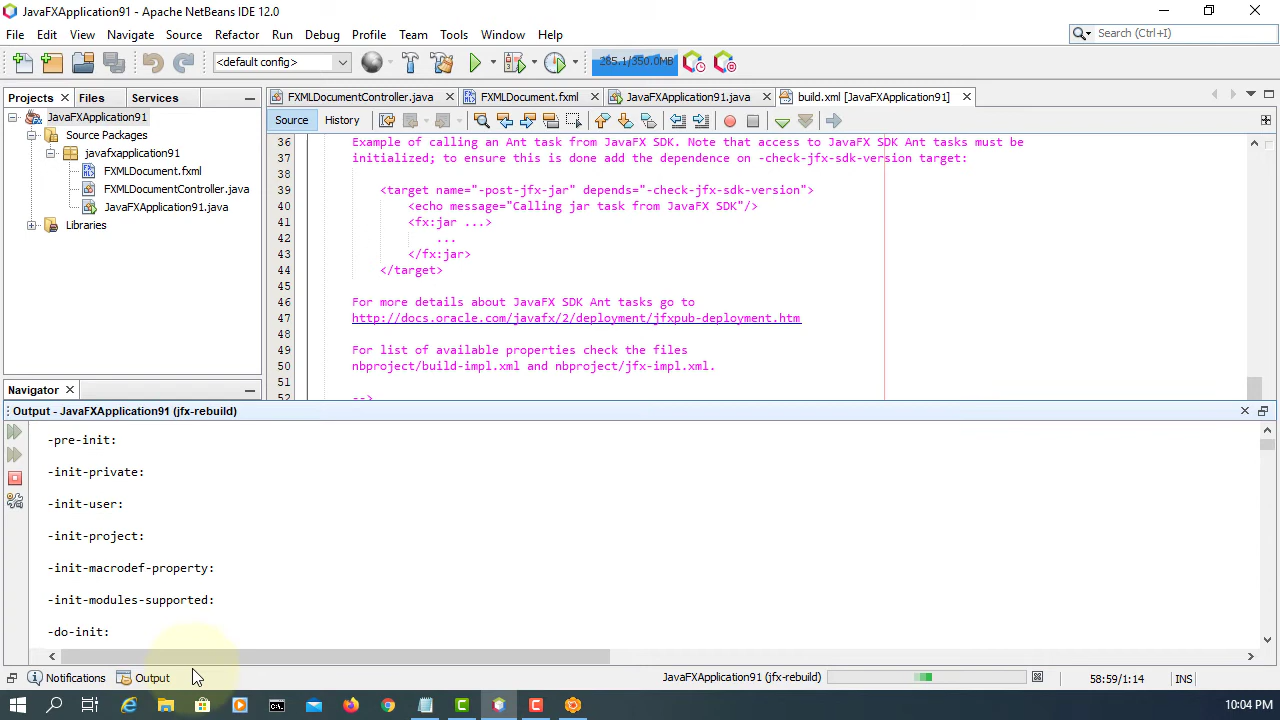 JavaFXApplication91 - Apache NetBeans IDE 12.0
File Edit View Navigate Source Refactor Run Debug Profile Team Tools Window Help
Search (Ctrl+I)
<default config>
285.1/350.0MB
Projects Files Services
FXMLDocumentController.java FXMLDocument.fxml JavaFXApplication91.java build.xml [JavaFXApplication91]
Source History
JavaFXApplication91
Source Packages
javafxapplication91
FXMLDocument.fxml
FXMLDocumentController.java
JavaFXApplication91.java
Libraries
Navigator
36 Example of calling an Ant task from JavaFX SDK. Note that access to JavaFX SDK Ant tasks must be
37 initialized; to ensure this is done add the dependence on -check-jfx-sdk-version target:
38
39 <target name="-post-jfx-jar" depends="-check-jfx-sdk-version">
40 <echo message="Calling jar task from JavaFX SDK"/>
41 <fx:jar ...>
42 ...
43 </fx:jar>
44 </target>
45
46 For more details about JavaFX SDK Ant tasks go to
47 http://docs.oracle.com/javafx/2/deployment/jfxpub-deployment.htm
48
49 For list of available properties check the files
50 nbproject/build-impl.xml and nbproject/jfx-impl.xml.
51
52 -->
Output - JavaFXApplication91 (jfx-rebuild)
-pre-init:
-init-private:
-init-user:
-init-project:
-init-macrodef-property:
-init-modules-supported:
-do-init:
Notifications Output
JavaFXApplication91 (jfx-rebuild)
58:59/1:14 INS
10:04 PM